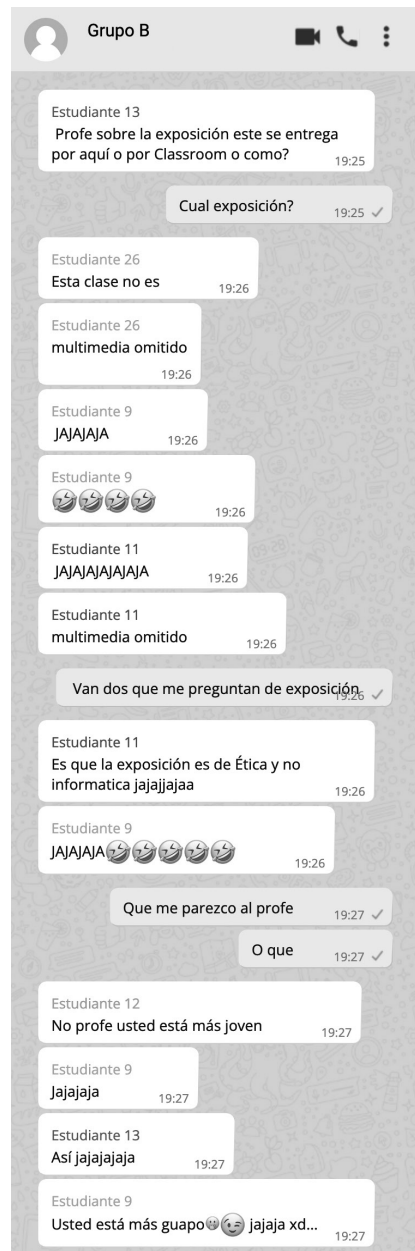 Grupo B
Estudiante 13
Profe sobre la exposición este se entrega
por aquí o por Classroom o como?
19:25
Cual exposición?
19:25
Estudiante 26
Esta clase no es
19:26
Estudiante 26
multimedia omitido
19:26
Estudiante 9
JAJAJAJA
19:26
Estudiante 9
🤣🤣🤣🤣
19:26
Estudiante 11
JAJAJAJAJAJAJA
19:26
Estudiante 11
multimedia omitido
19:26
Van dos que me preguntan de exposición
19:26
Estudiante 11
Es que la exposición es de Ética y no
informatica jajajjajaa
19:26
Estudiante 9
JAJAJAJA🤣🤣🤣🤣🤣
19:26
Que me parezco al profe
19:27
O que
19:27
Estudiante 12
No profe usted está más joven
19:27
Estudiante 9
Jajajaja
19:27
Estudiante 13
Así jajajajaja
19:27
Estudiante 9
Usted está más guapo🤭😉 jajaja xd...
19:27